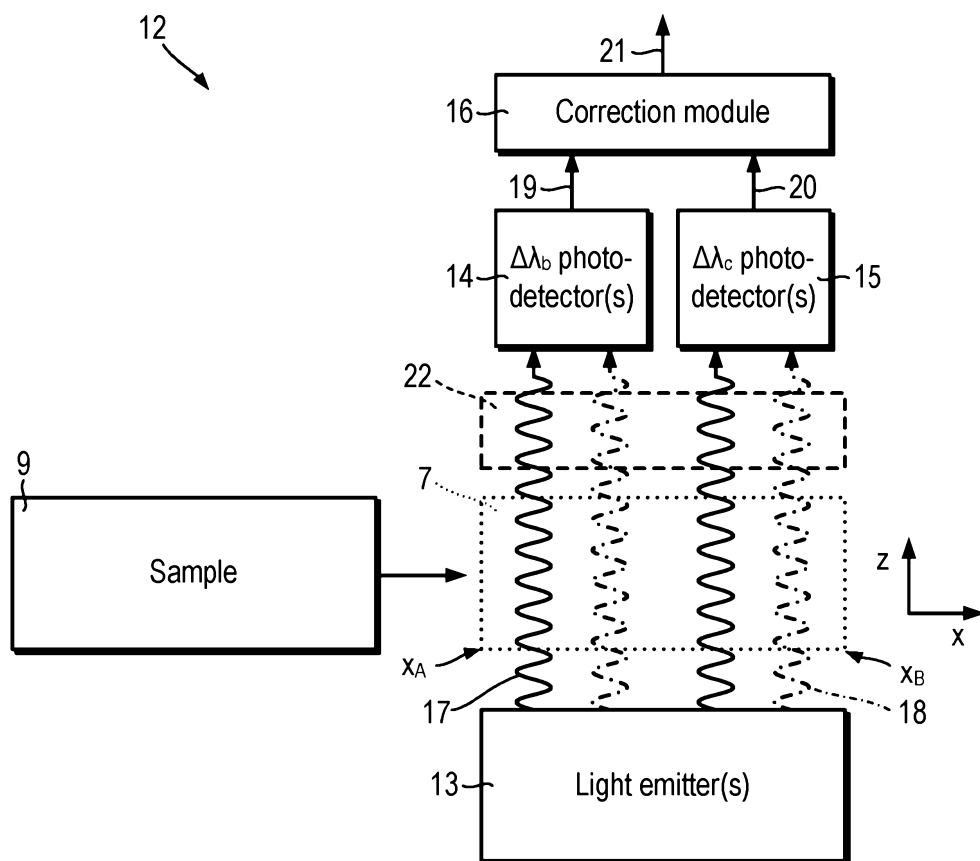 12
21
16
Correction module
19
20
14
Δλb photo-
detector(s)
Δλc photo-
detector(s)
15
22
9
7
Sample
z
x
xA
xB
17
18
13
Light emitter(s)